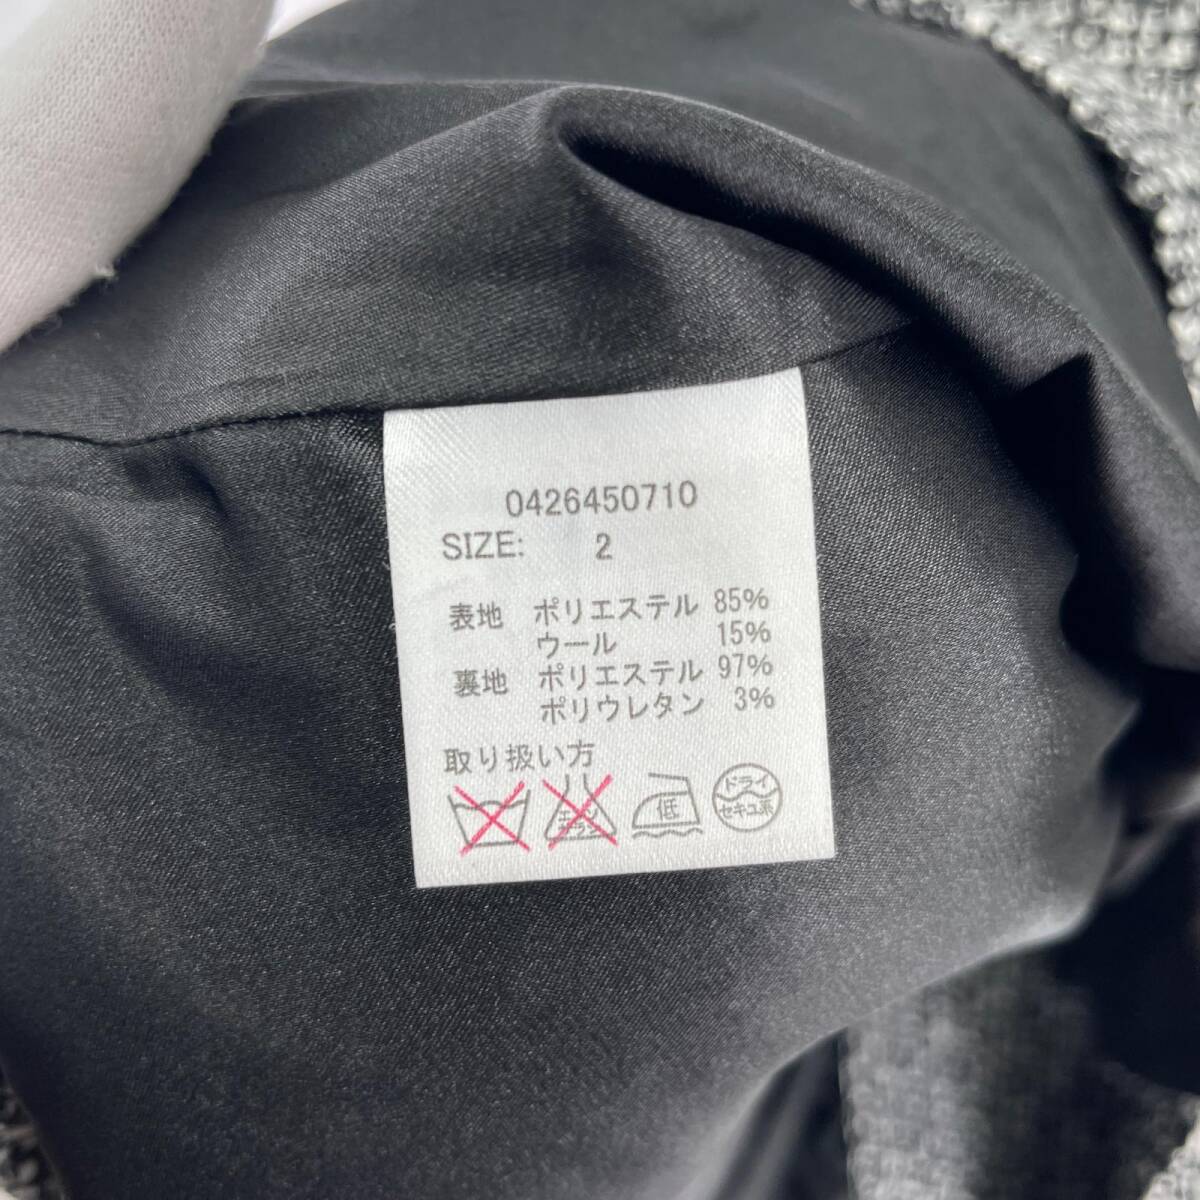 0426450710
SIZE: 2
表地 ポリエステル 85%
ウール 15%
裏地 ポリエステル 97%
ポリウレタン 3%
取り扱い方
低 ドライ
セキユ系